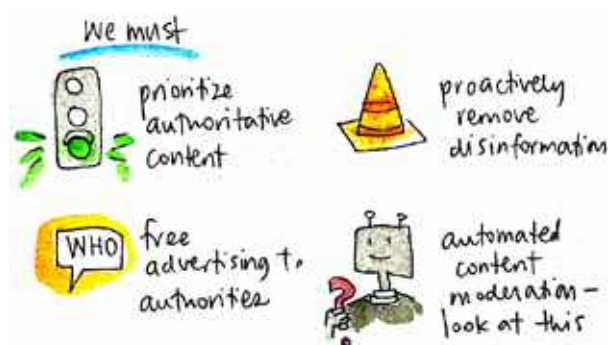 we must
prioritize
authoritative
content
proactively
remove
disinformation
WHO
free
advertising to
authorities
automated
content
moderation –
look at this
?